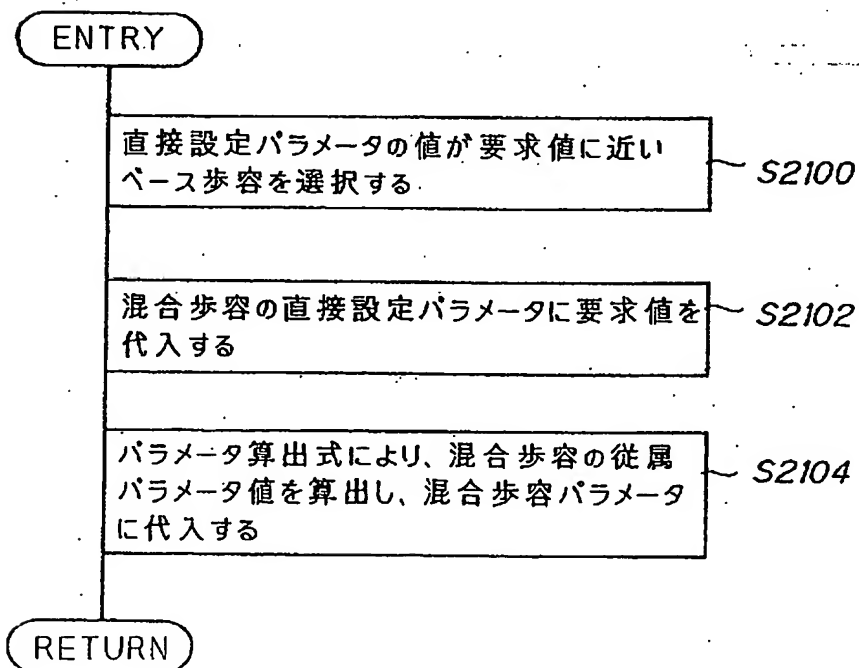 ENTRY
直接設定パラメータの値が要求値に近い
ベース歩容を選択する
S2100
混合歩容の直接設定パラメータに要求値を
代入する
S2102
パラメータ算出式により、混合歩容の従属
パラメータ値を算出し、混合歩容パラメータ
に代入する
S2104
RETURN